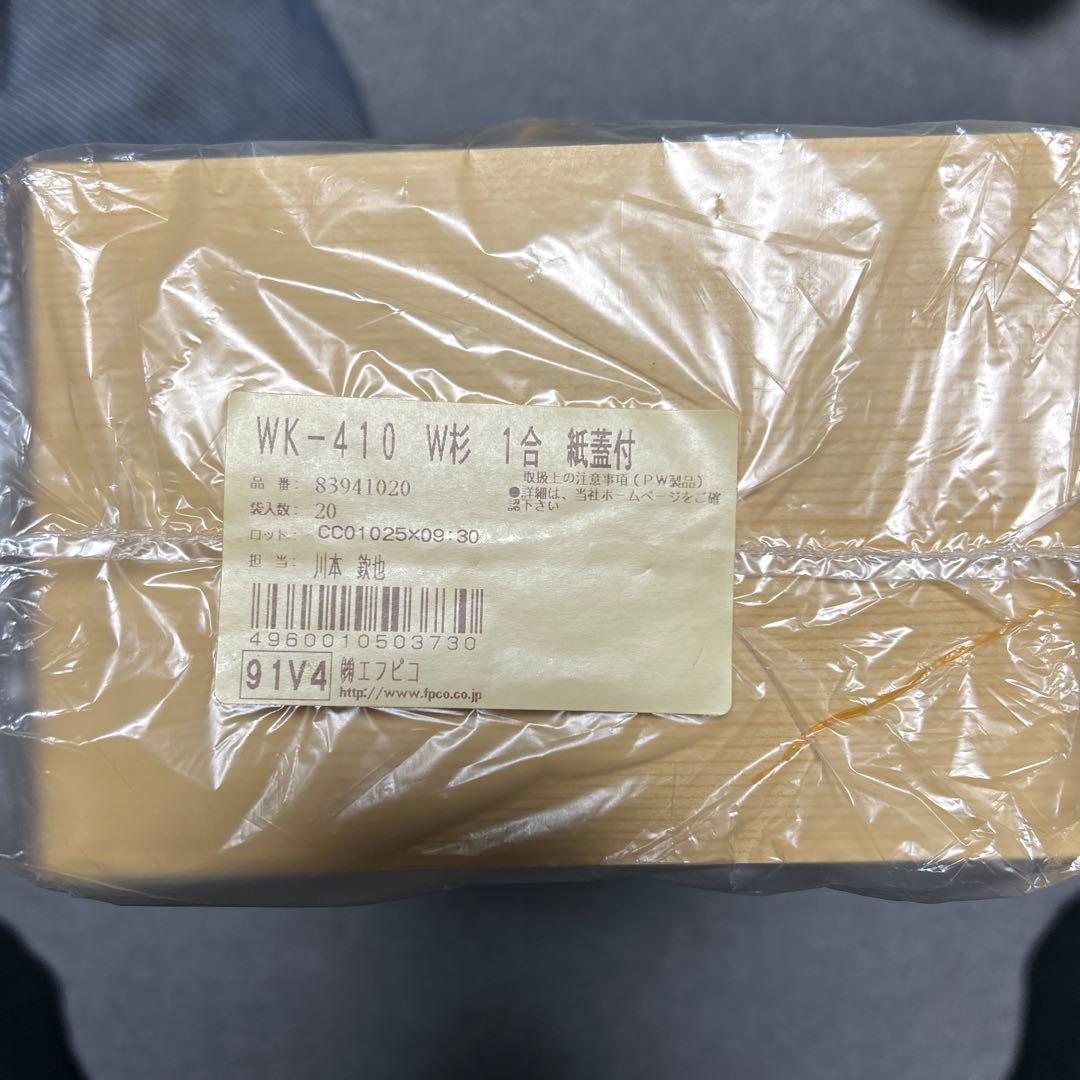 WK-410 W杉 1合 紙蓋付
品 番: 83941020
取扱上の注意事項(PW製品)
●詳細は、当社ホームページをご確
下さい
袋入数: 20
ロット: CC01025×09:30
担 当: 川本 欽也
4960010503730
91V4 ㈱エフピコ
http://www.fpco.co.jp